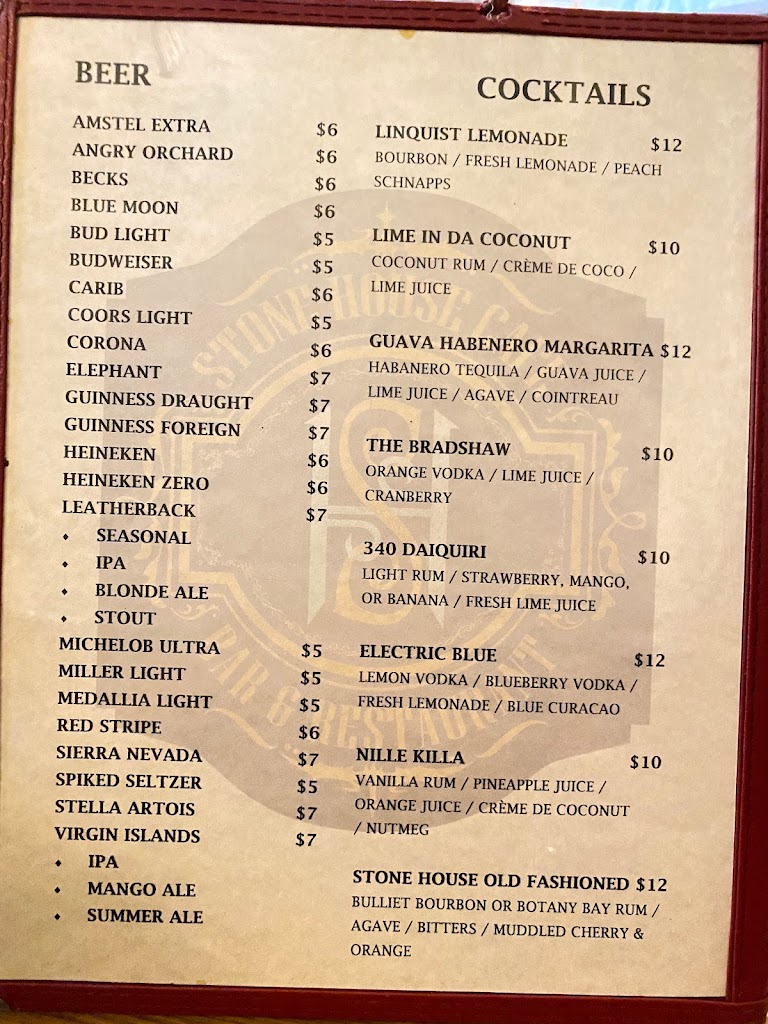 BEER
AMSTEL EXTRA $6
ANGRY ORCHARD $6
BECKS $6
BLUE MOON $6
BUD LIGHT $5
BUDWEISER $5
CARIB $6
COORS LIGHT $5
CORONA $6
ELEPHANT $7
GUINNESS DRAUGHT $7
GUINNESS FOREIGN $7
HEINEKEN $6
HEINEKEN ZERO $6
LEATHERBACK $7
SEASONAL
IPA
BLONDE ALE
STOUT
MICHELOB ULTRA $5
MILLER LIGHT $5
MEDALLIA LIGHT $5
RED STRIPE $6
SIERRA NEVADA $7
SPIKED SELTZER $5
STELLA ARTOIS $7
VIRGIN ISLANDS $7
IPA
MANGO ALE
SUMMER ALE
COCKTAILS
LINQUIST LEMONADE $12
BOURBON / FRESH LEMONADE / PEACH
SCHNAPPS
LIME IN DA COCONUT $10
COCONUT RUM / CRÈME DE COCO /
LIME JUICE
GUAVA HABENERO MARGARITA $12
HABANERO TEQUILA / GUAVA JUICE /
LIME JUICE / AGAVE / COINTREAU
THE BRADSHAW $10
ORANGE VODKA / LIME JUICE /
CRANBERRY
340 DAIQUIRI $10
LIGHT RUM / STRAWBERRY, MANGO,
OR BANANA / FRESH LIME JUICE
ELECTRIC BLUE $12
LEMON VODKA / BLUEBERRY VODKA /
FRESH LEMONADE / BLUE CURACAO
NILLE KILLA $10
VANILLA RUM / PINEAPPLE JUICE /
ORANGE JUICE / CRÈME DE COCONUT
/ NUTMEG
STONE HOUSE OLD FASHIONED $12
BULLIET BOURBON OR BOTANY BAY RUM /
AGAVE / BITTERS / MUDDLED CHERRY &
ORANGE
STONE HOUSE
BAR & RESTAURANT